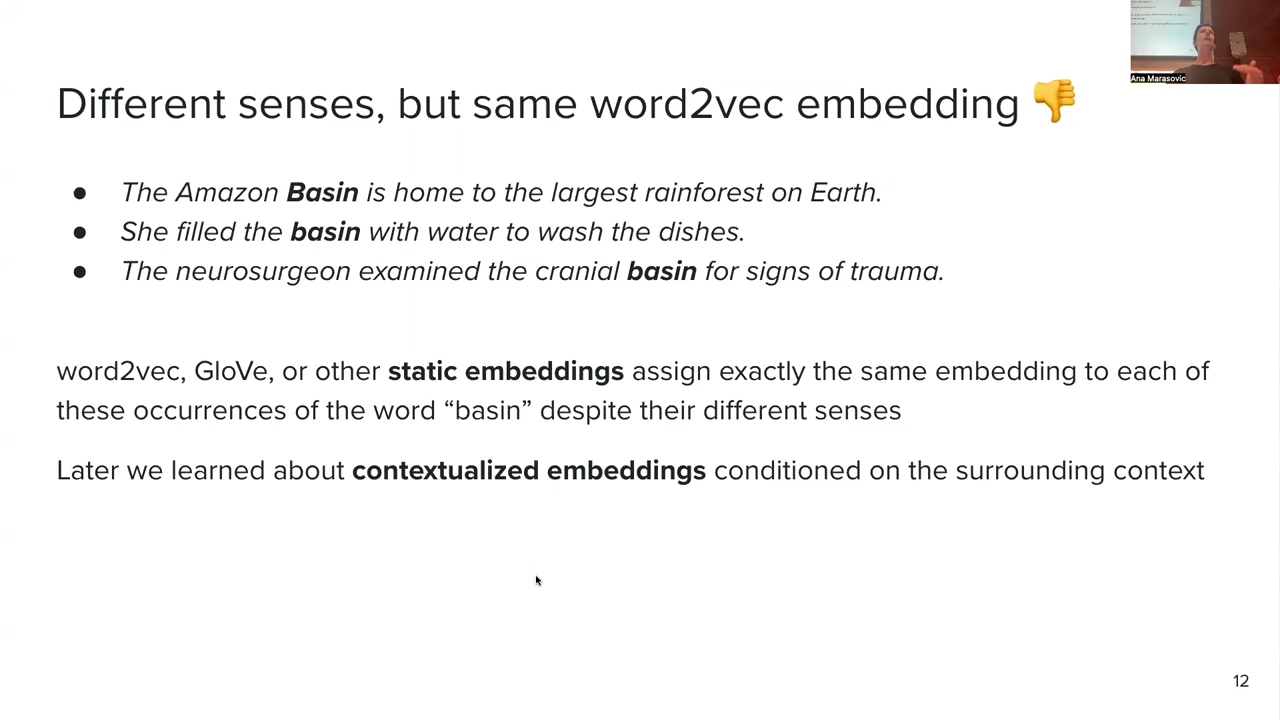 Ana Marasovic
Different senses, but same word2vec embedding 👎
● The Amazon Basin is home to the largest rainforest on Earth.
● She filled the basin with water to wash the dishes.
● The neurosurgeon examined the cranial basin for signs of trauma.
word2vec, GloVe, or other static embeddings assign exactly the same embedding to each of
these occurrences of the word “basin” despite their different senses
Later we learned about contextualized embeddings conditioned on the surrounding context
12